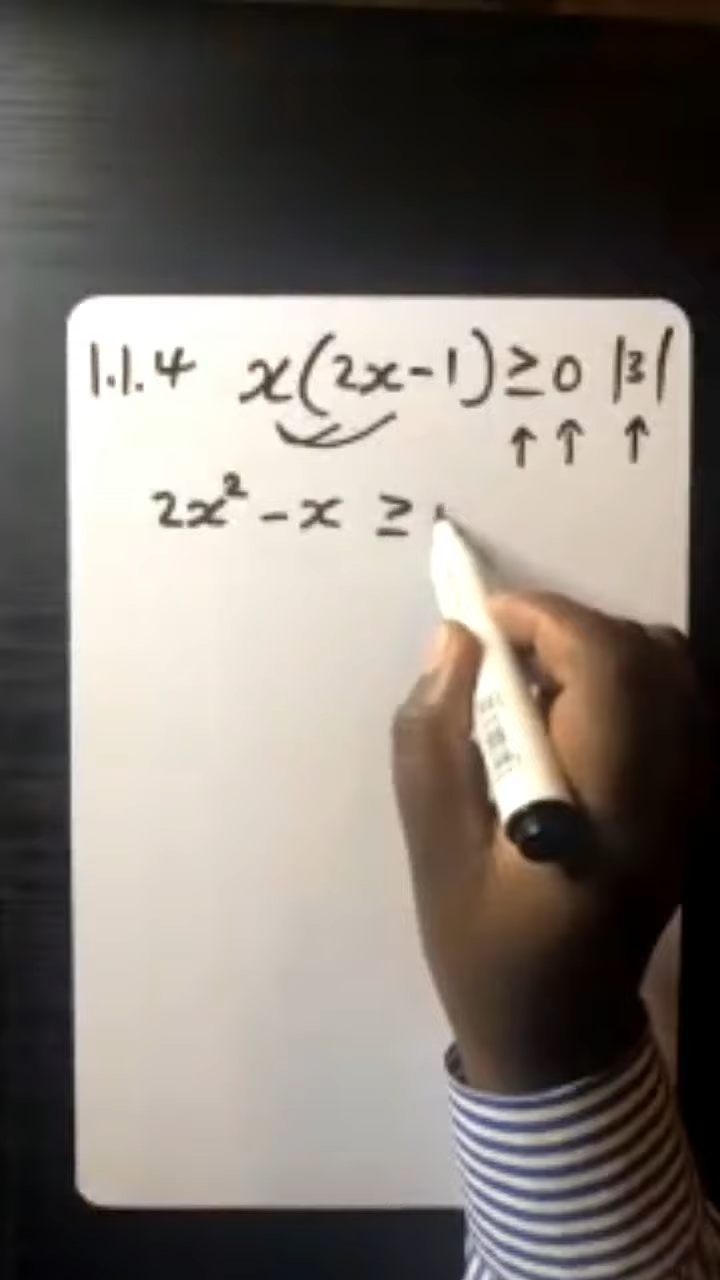 1.1.4 x(2x-1)≥0 |3|
↑ ↑ ↑
2x² - x ≥